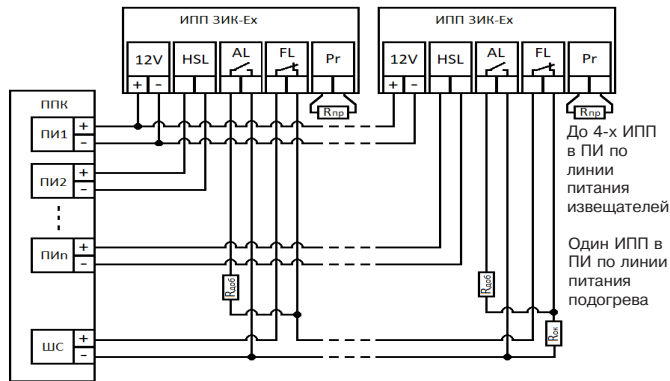 ИПП ЗИК-Ex
12V HSL AL FL Pr
+ −
Rпр
ИПП ЗИК-Ex
12V HSL AL FL Pr
+ −
Rпр
ППК
ПИ1 + −
ПИ2 + −
ПИn + −
ШС + −
Rдоб
Rдоб
Rок
До 4-х ИПП
в ПИ по
линии
питания
извещателей
Один ИПП в
ПИ по линии
питания
подогрева